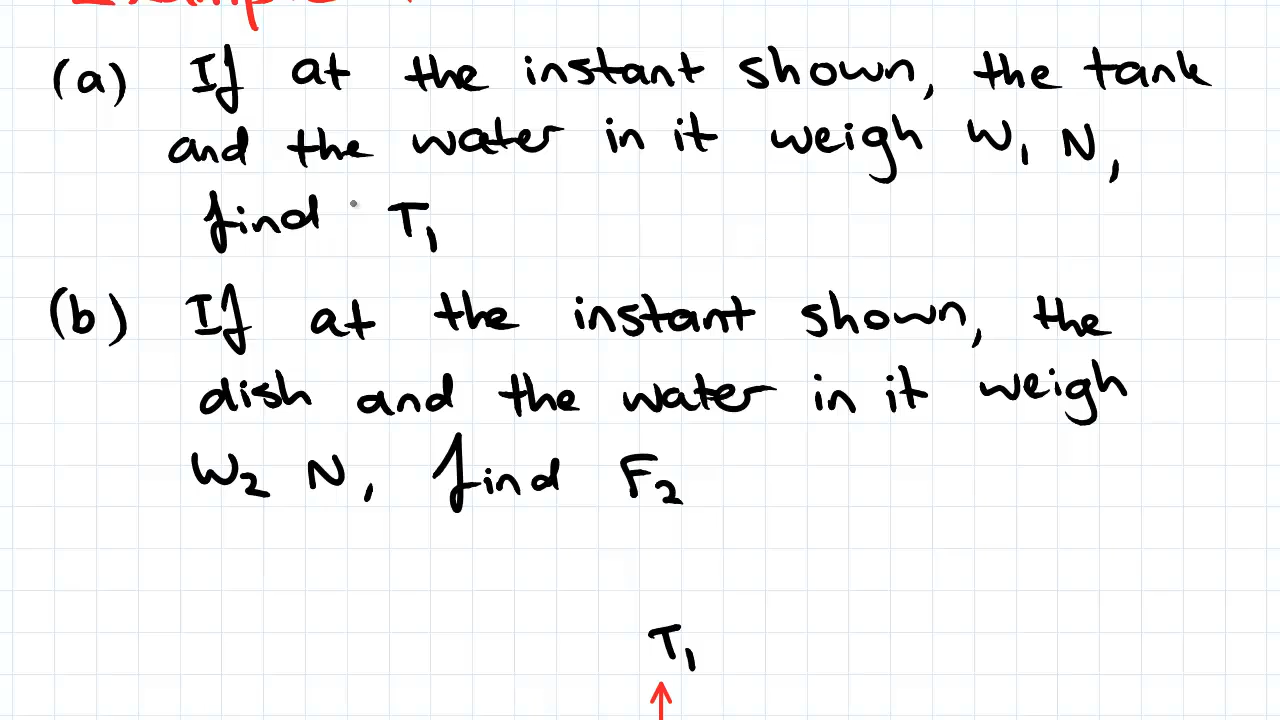 Example
(a) If at the instant shown, the tank
and the water in it weigh W₁ N,
find T₁
(b) If at the instant shown, the
dish and the water in it weigh
W₂ N, find F₂
T₁